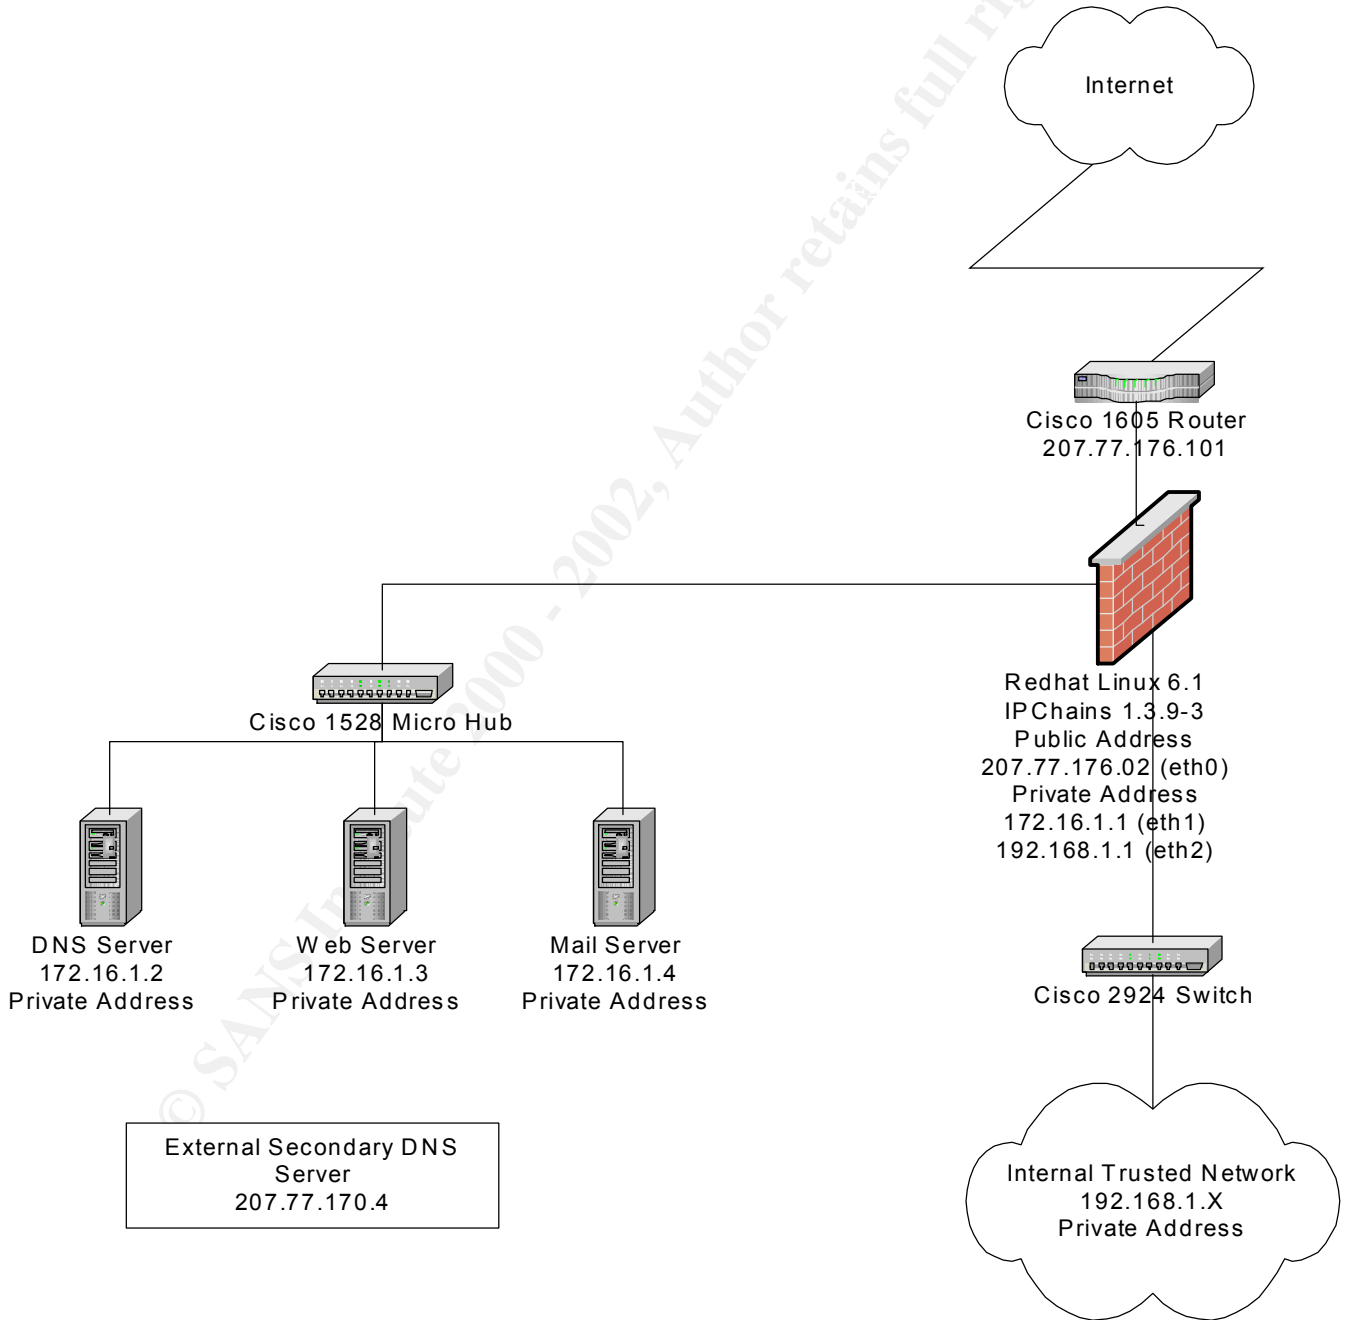 Internet
Cisco 1605 Router
207.77.176.101
Redhat Linux 6.1
IPChains 1.3.9-3
Public Address
207.77.176.02 (eth0)
Private Address
172.16.1.1 (eth1)
192.168.1.1 (eth2)
Cisco 1528 Micro Hub
DNS Server
172.16.1.2
Private Address
Web Server
172.16.1.3
Private Address
Mail Server
172.16.1.4
Private Address
Cisco 2924 Switch
External Secondary DNS
Server
207.77.170.4
Internal Trusted Network
192.168.1.X
Private Address
© SANS Institute 2000 - 2002, Author retains full